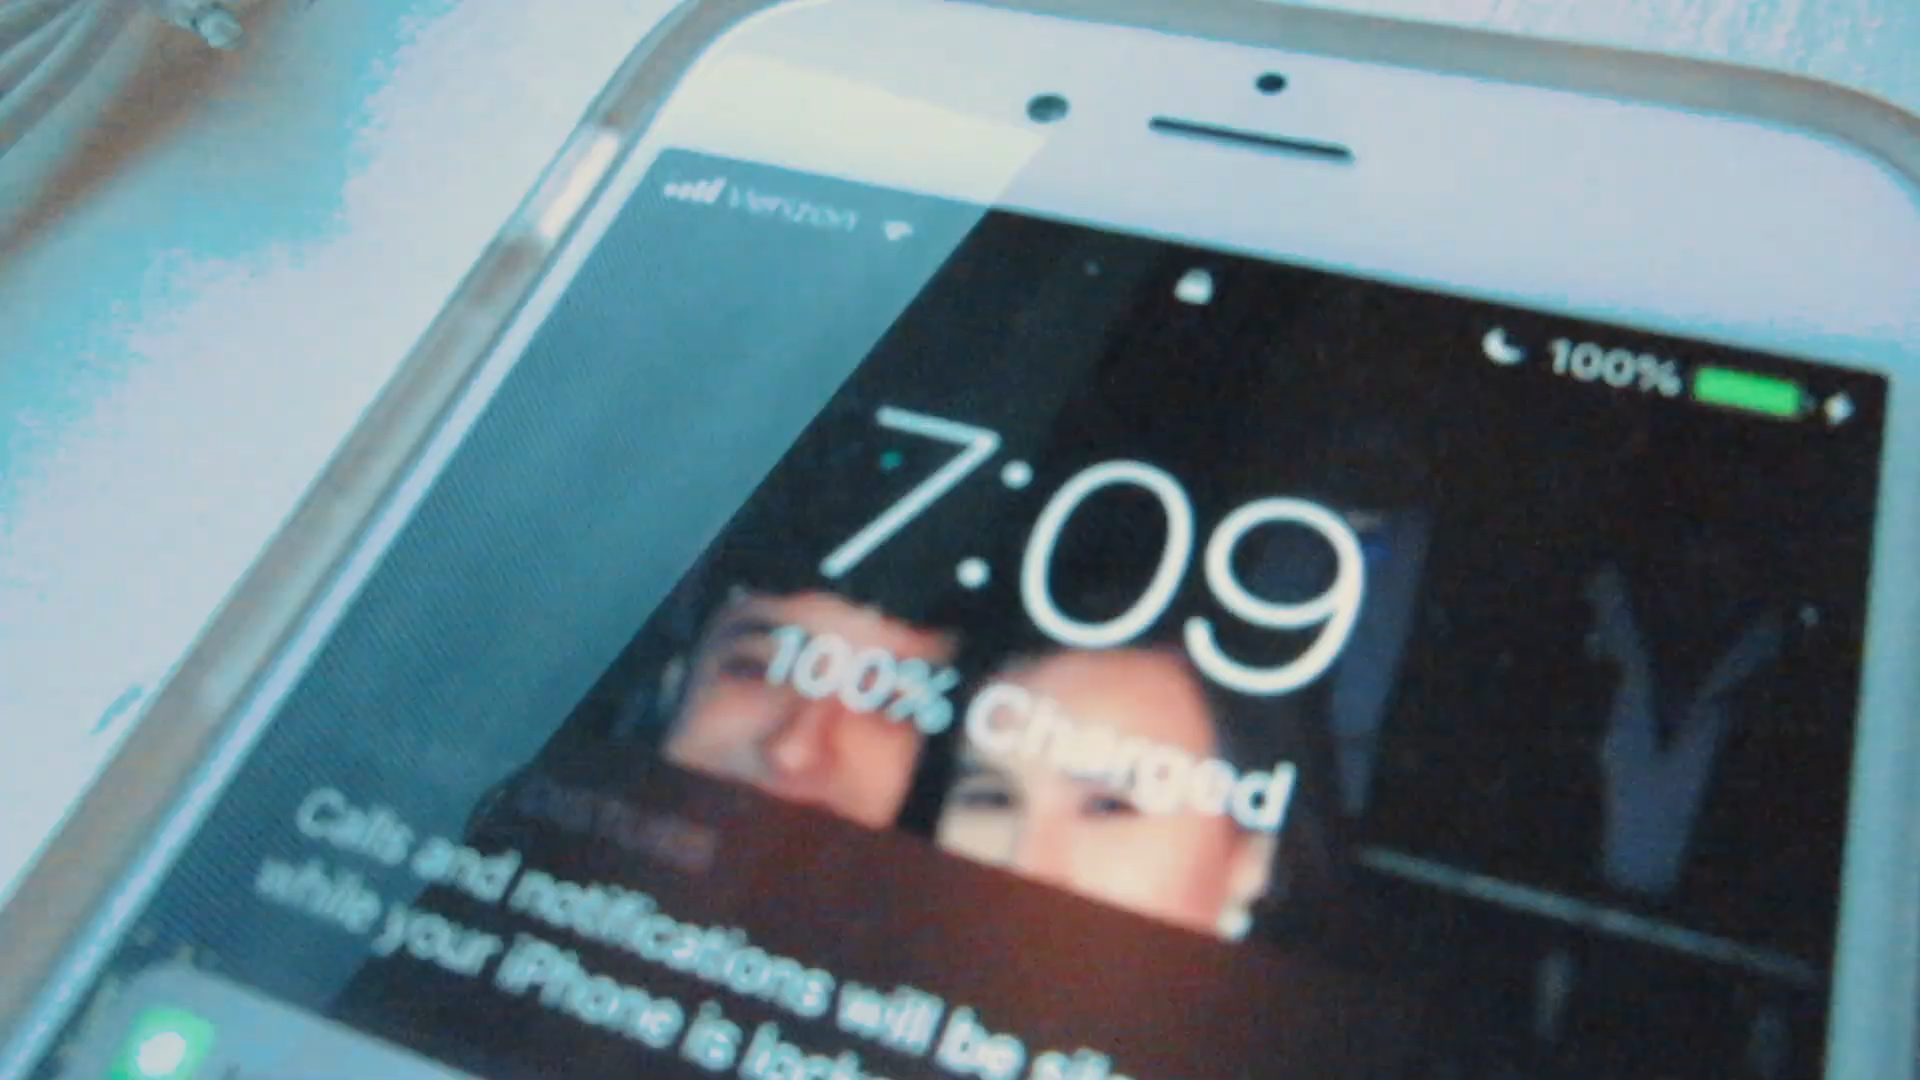 Verizon
100%
7:09
100% Charged
Calls and notifications will be
while your iPhone is